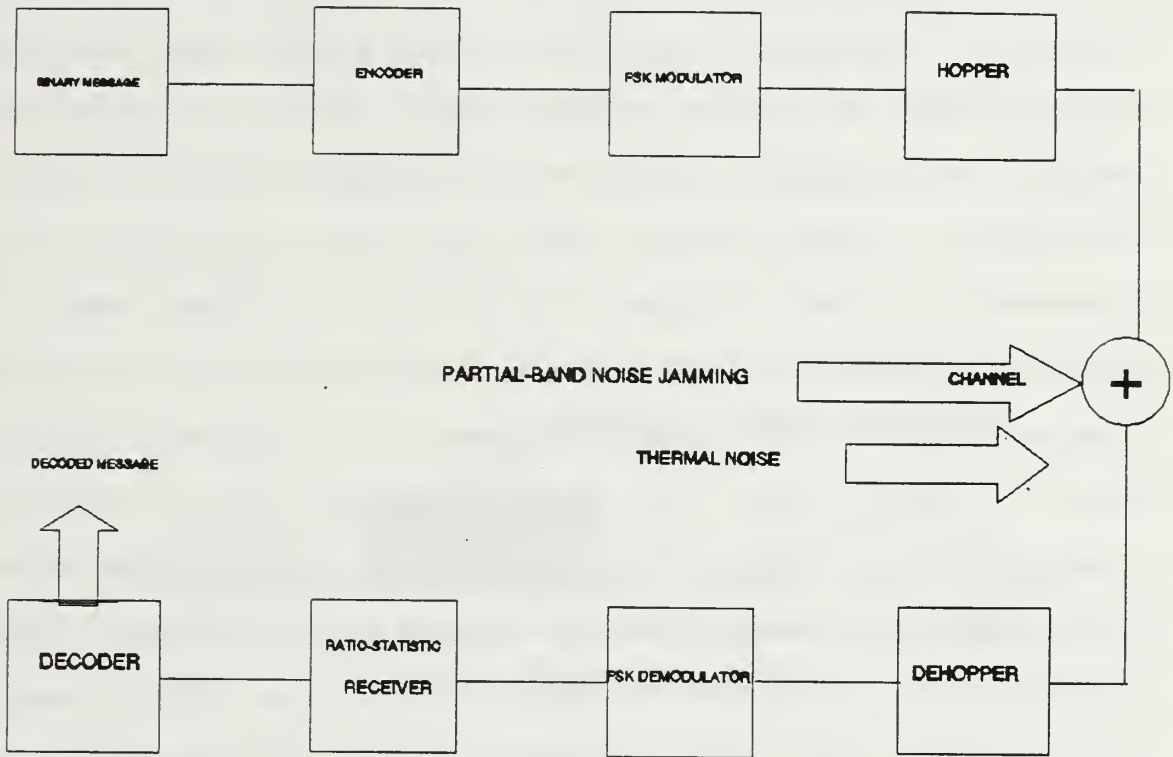 BINARY MESSAGE
ENCODER
FSK MODULATOR
HOPPER
PARTIAL-BAND NOISE JAMMING
CHANNEL
+
THERMAL NOISE
DECODED MESSAGE
DECODER
RATIO-STATISTIC
RECEIVER
FSK DEMODULATOR
DEHOPPER